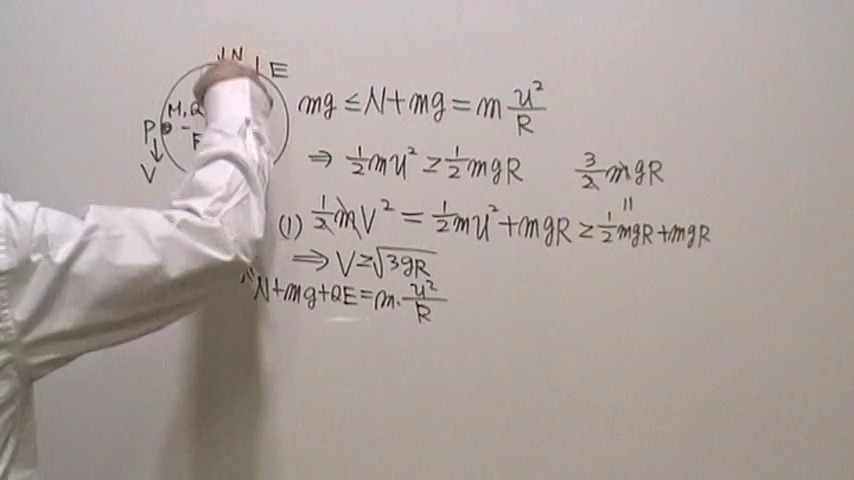 N E
mg ≤ N + mg = m u²/R
M, Q
P
V
⇒ ½mu² ≥ ½mgR
3/2 mgR
(1) ½mV² = ½mu² + mgR ≥ ½mgR + mgR
⇒ V ≥ √3gR
N + mg + QE = m · u²/R